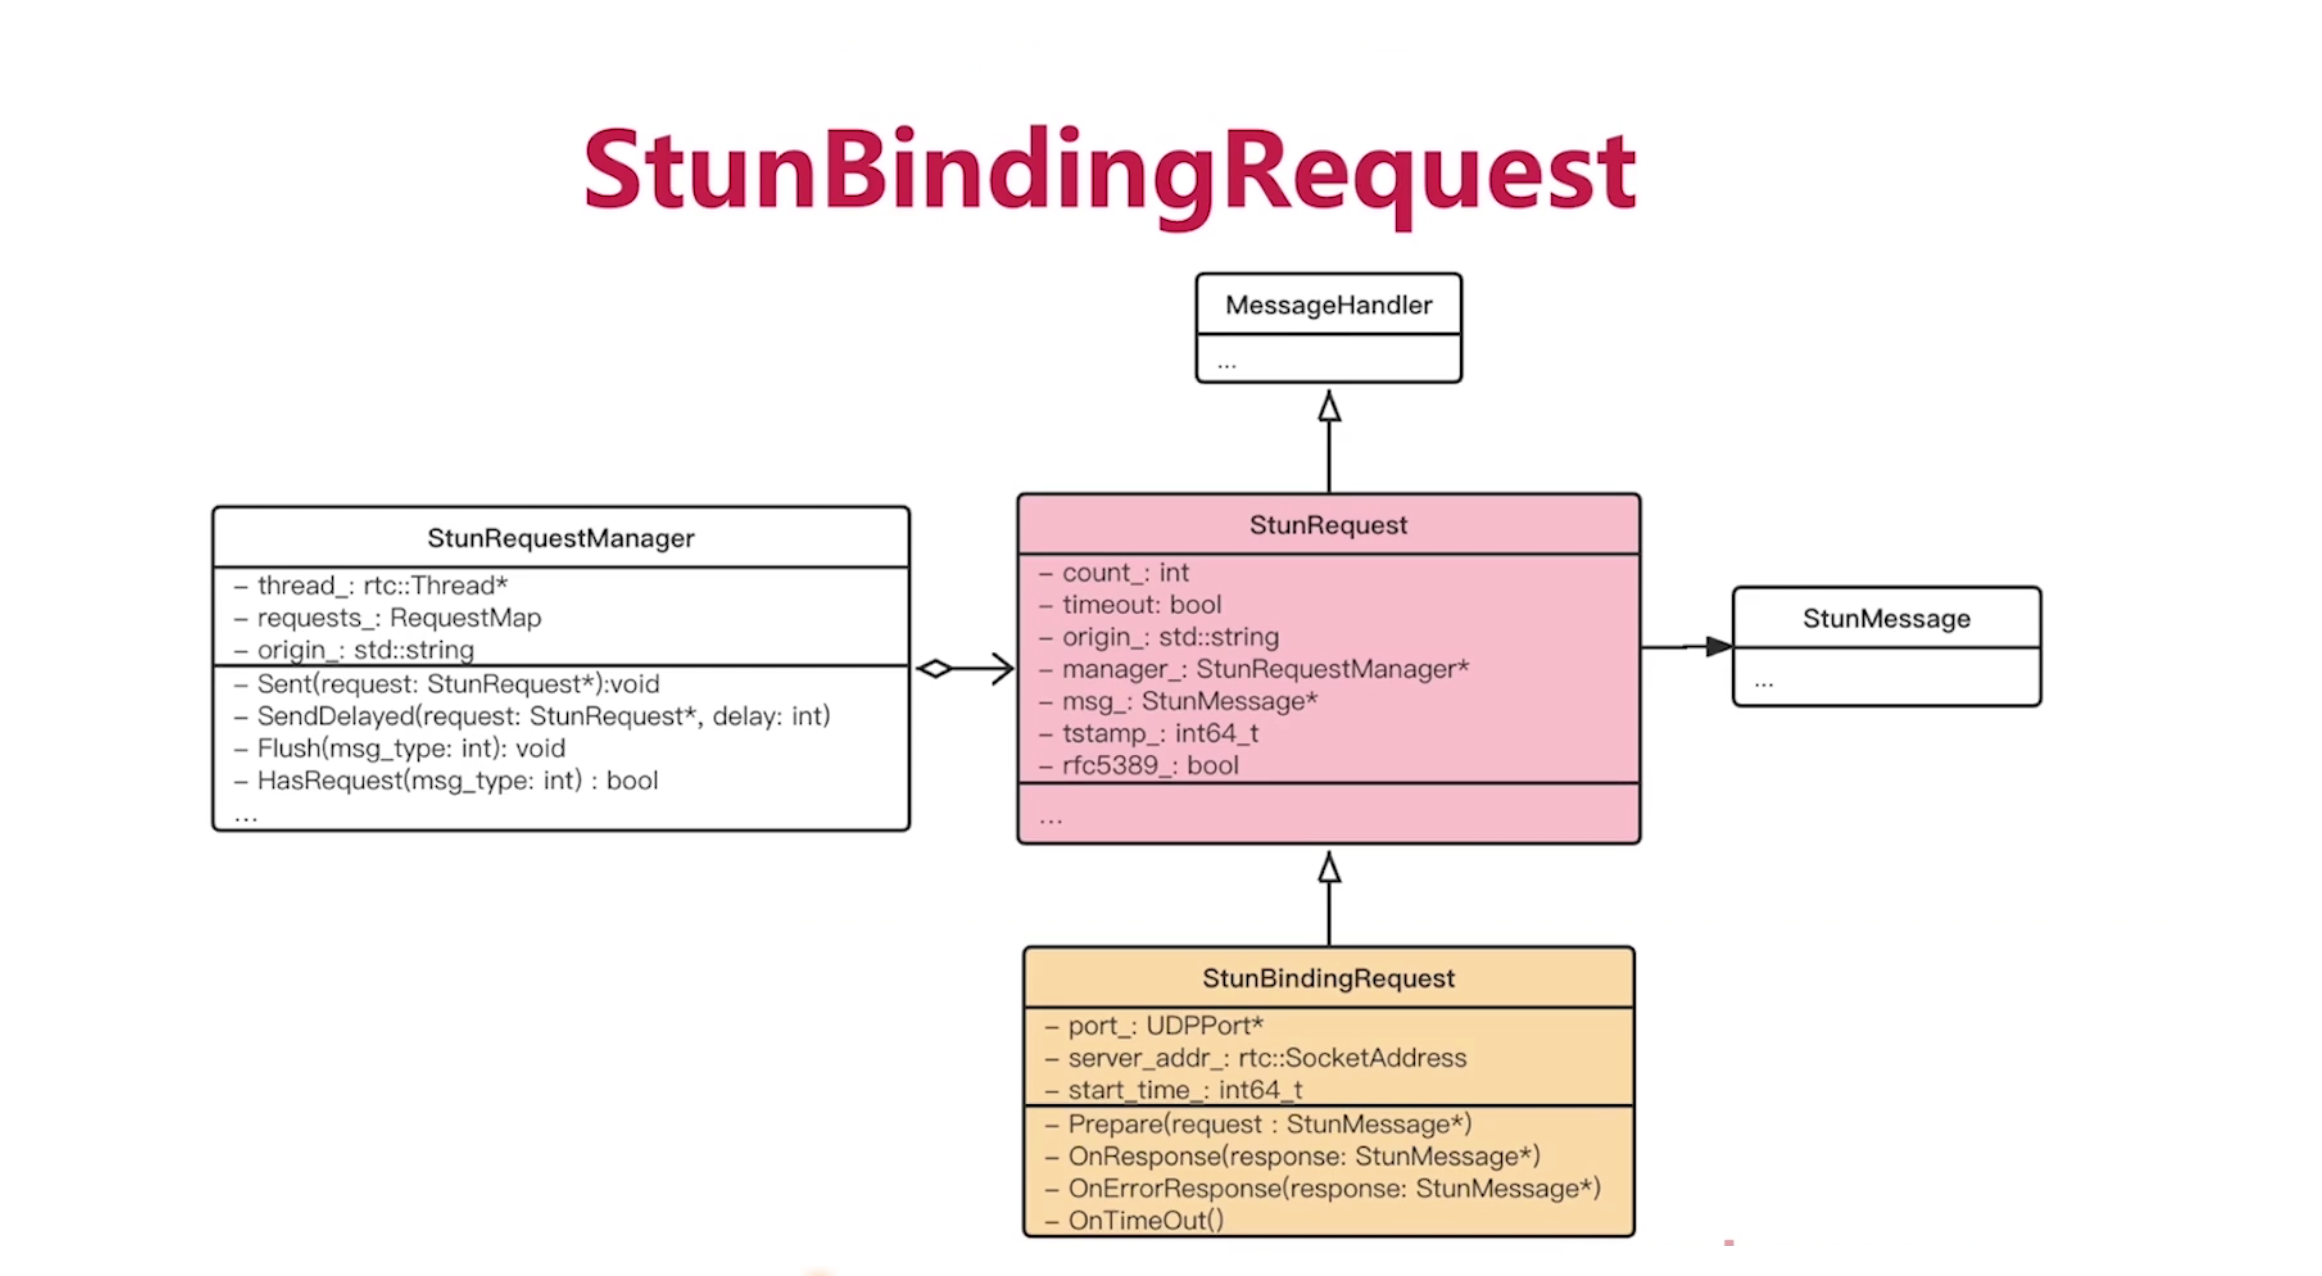 StunBindingRequest
MessageHandler
...
StunRequestManager
– thread_: rtc::Thread*
– requests_: RequestMap
– origin_: std::string
– Sent(request: StunRequest*):void
– SendDelayed(request: StunRequest*, delay: int)
– Flush(msg_type: int): void
– HasRequest(msg_type: int) : bool
...
StunRequest
– count_: int
– timeout: bool
– origin_: std::string
– manager_: StunRequestManager*
– msg_: StunMessage*
– tstamp_: int64_t
– rfc5389_: bool
...
StunMessage
...
StunBindingRequest
– port_: UDPPort*
– server_addr_: rtc::SocketAddress
– start_time_: int64_t
– Prepare(request : StunMessage*)
– OnResponse(response: StunMessage*)
– OnErrorResponse(response: StunMessage*)
– OnTimeOut()